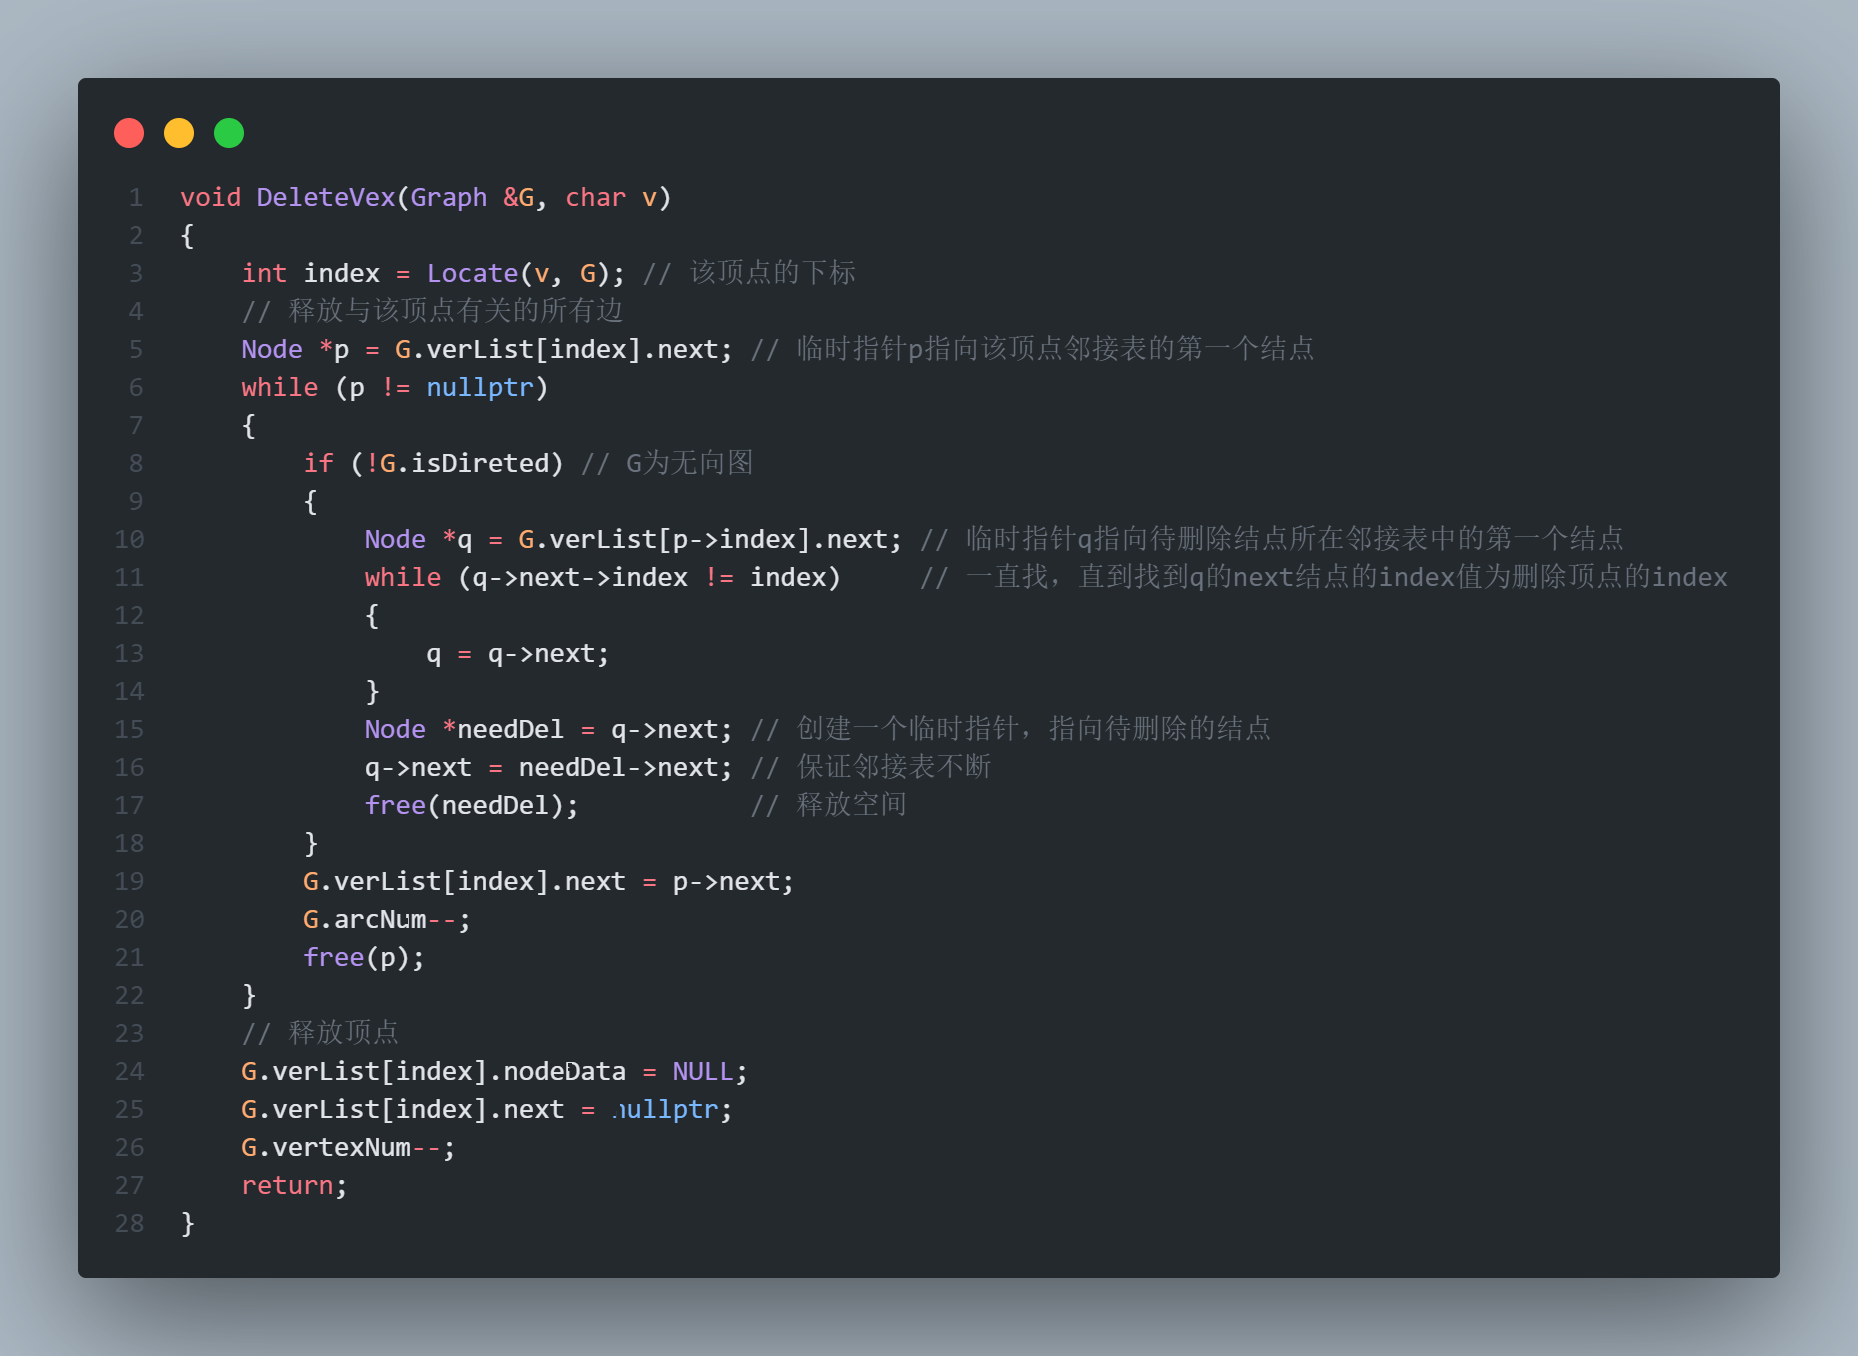 1 void DeleteVex(Graph &G, char v)
2 {
3     int index = Locate(v, G); // 该顶点的下标
4     // 释放与该顶点有关的所有边
5     Node *p = G.verList[index].next; // 临时指针p指向该顶点邻接表的第一个结点
6     while (p != nullptr)
7     {
8         if (!G.isDireted) // G为无向图
9         {
10             Node *q = G.verList[p->index].next; // 临时指针q指向待删除结点所在邻接表中的第一个结点
11             while (q->next->index != index)     // 一直找，直到找到q的next结点的index值为删除顶点的index
12             {
13                 q = q->next;
14             }
15             Node *needDel = q->next; // 创建一个临时指针，指向待删除的结点
16             q->next = needDel->next; // 保证邻接表不断
17             free(needDel);           // 释放空间
18         }
19         G.verList[index].next = p->next;
20         G.arcNum--;
21         free(p);
22     }
23     // 释放顶点
24     G.verList[index].nodeData = NULL;
25     G.verList[index].next = nullptr;
26     G.vertexNum--;
27     return;
28 }